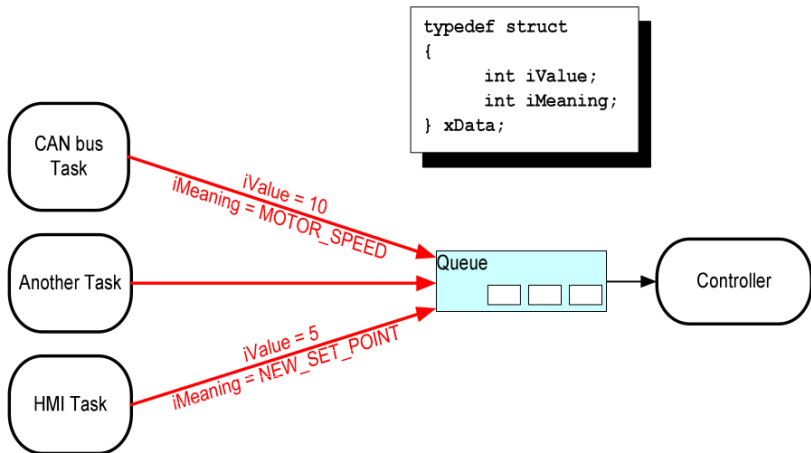 typedef struct
{
int iValue;
int iMeaning;
} xData;
CAN bus
Task
iValue = 10
iMeaning = MOTOR_SPEED
Another Task
Queue
Controller
iValue = 5
iMeaning = NEW_SET_POINT
HMI Task